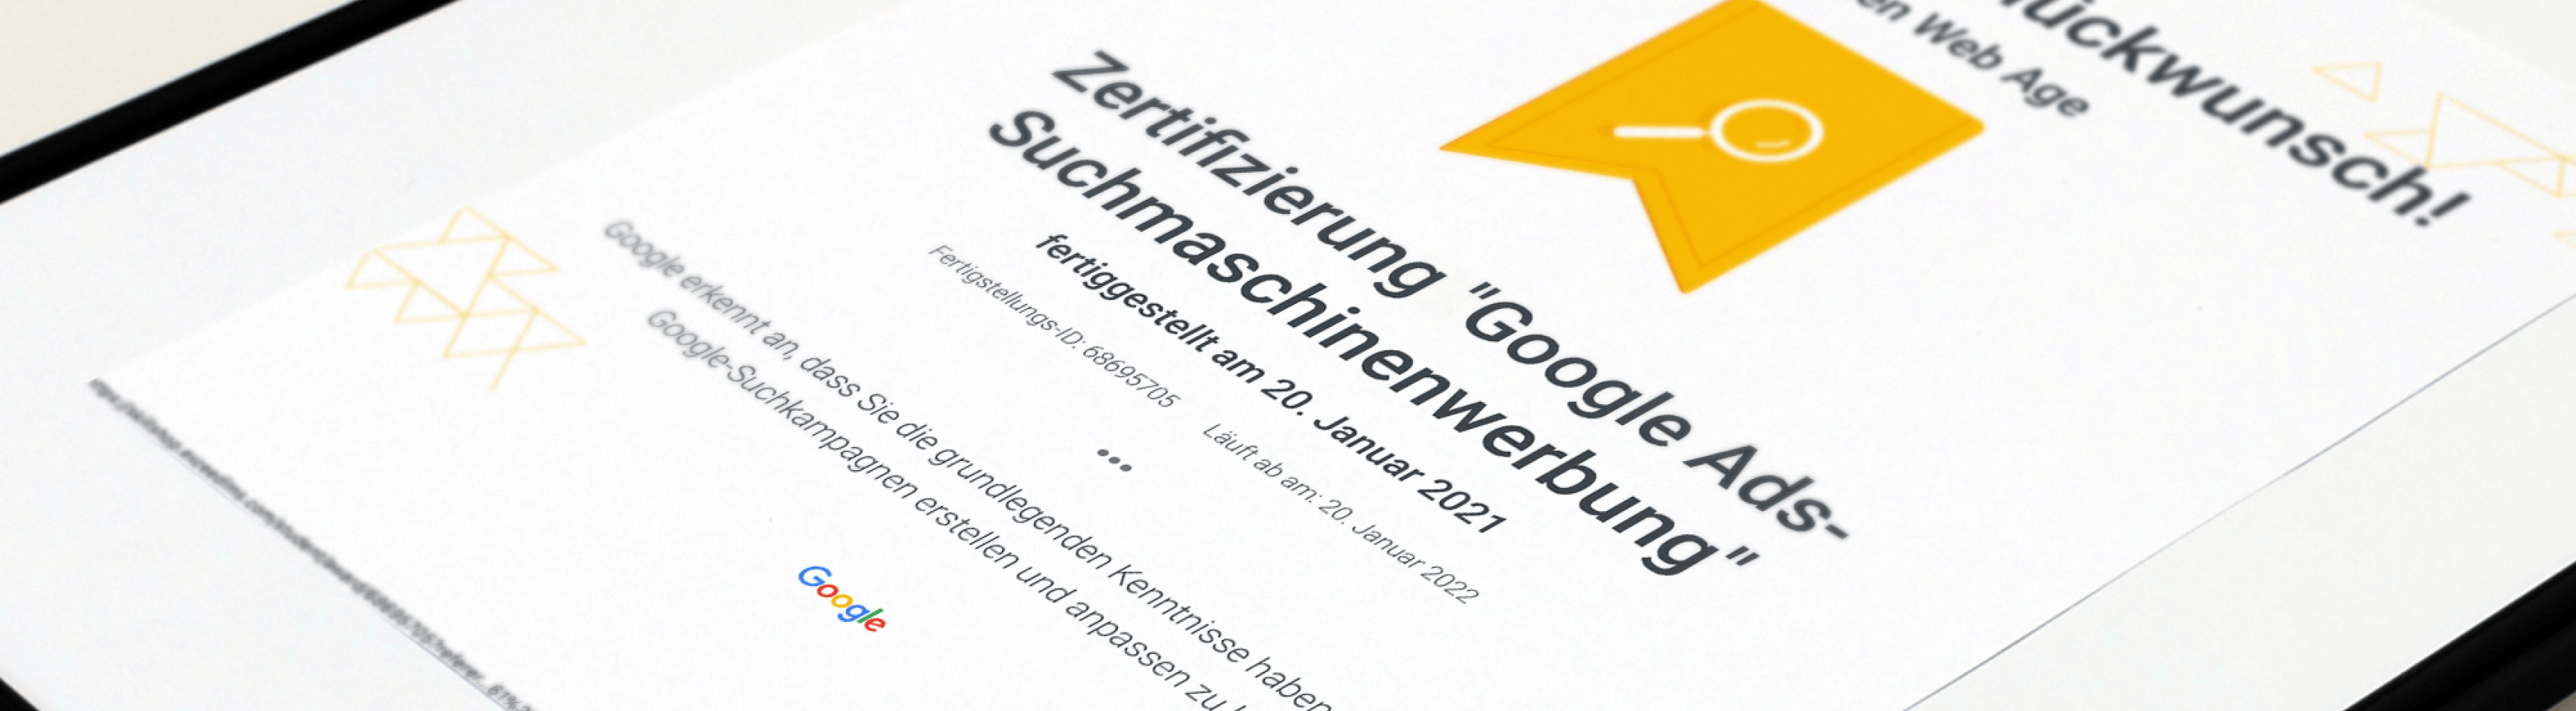 lückwunsch!
en Web Age
Zertifizierung "Google Ads-
Suchmaschinenwerbung"
fertiggestellt am 20. Januar 2021
Fertigstellungs-ID: 68695705 Läuft ab am: 20. Januar 2022
•••
Google erkennt an, dass Sie die grundlegenden Kenntnisse haben
Google-Suchkampagnen erstellen und anpassen zu
Google